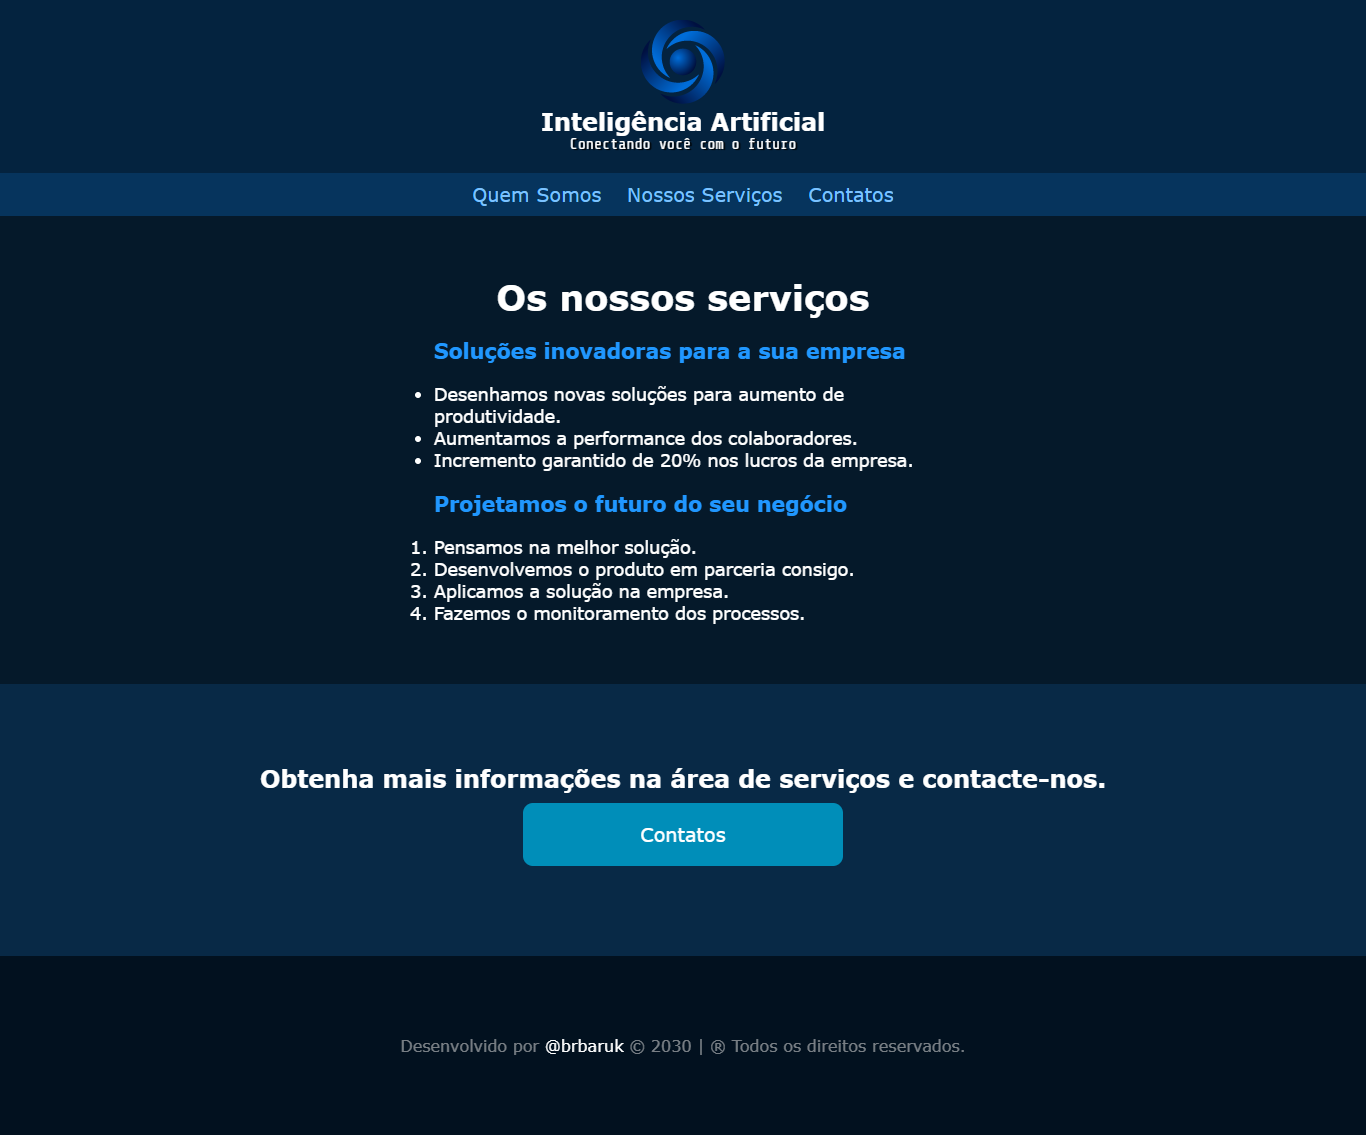 Inteligência Artificial
Conectando você com o futuro
Quem Somos Nossos Serviços Contatos
Os nossos serviços
Soluções inovadoras para a sua empresa
• Desenhamos novas soluções para aumento de
produtividade.
• Aumentamos a performance dos colaboradores.
• Incremento garantido de 20% nos lucros da empresa.
Projetamos o futuro do seu negócio
1. Pensamos na melhor solução.
2. Desenvolvemos o produto em parceria consigo.
3. Aplicamos a solução na empresa.
4. Fazemos o monitoramento dos processos.
Obtenha mais informações na área de serviços e contacte-nos.
Contatos
Desenvolvido por @brbaruk © 2030 | ® Todos os direitos reservados.